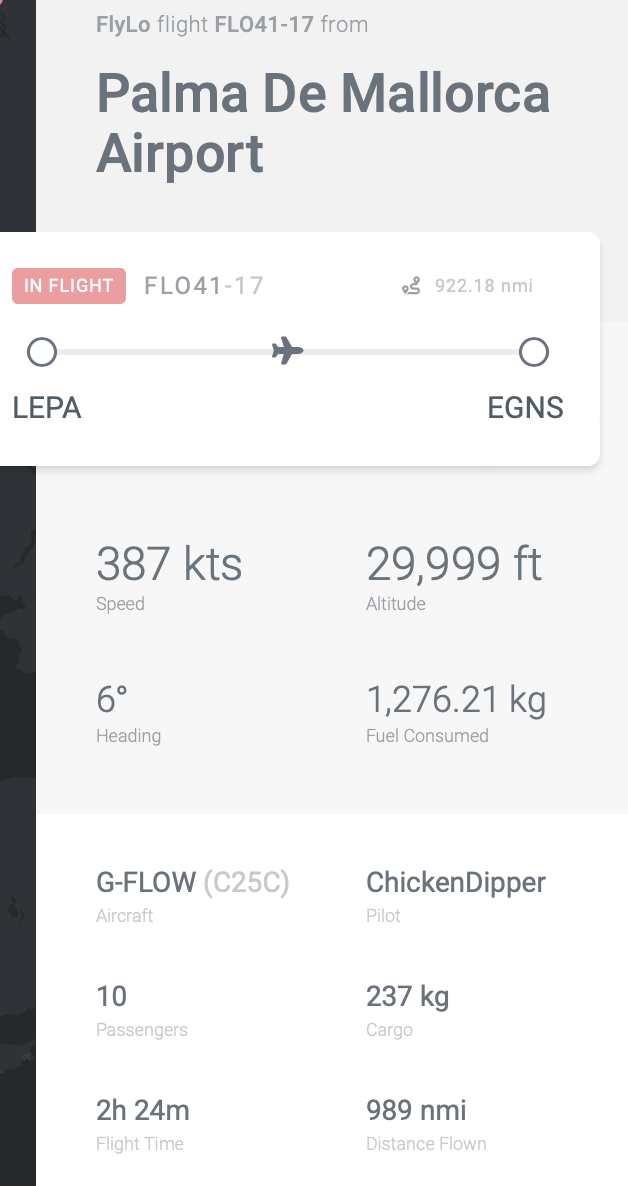 FlyLo flight FLO41-17 from
Palma De Mallorca
Airport
IN FLIGHT FLO41-17 922.18 nmi
LEPA EGNS
387 kts 29,999 ft
Speed Altitude
6° 1,276.21 kg
Heading Fuel Consumed
G-FLOW (C25C) ChickenDipper
Aircraft Pilot
10 237 kg
Passengers Cargo
2h 24m 989 nmi
Flight Time Distance Flown